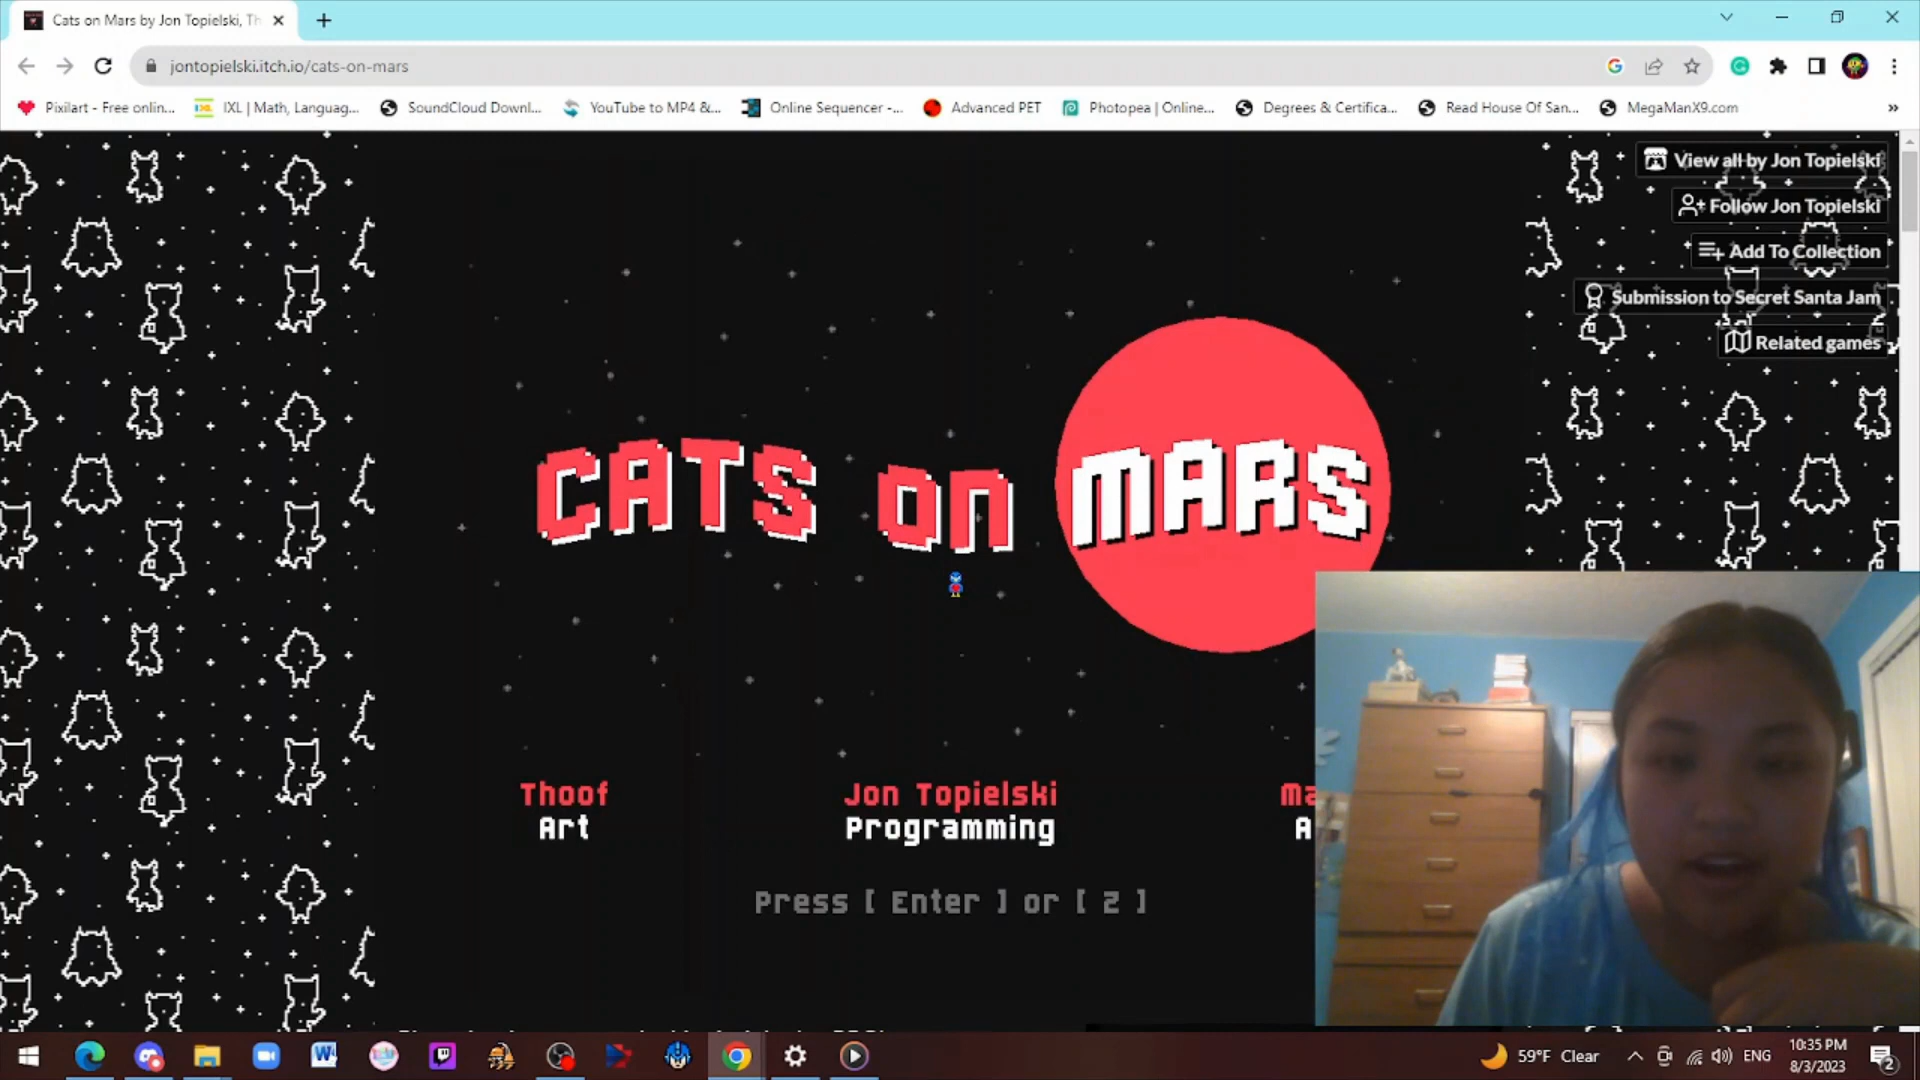 Cats on Mars by Jon Topielski, Th
jontopielski.itch.io/cats-on-mars
Pixilart - Free onlin...
IXL | Math, Languag...
SoundCloud Downl...
YouTube to MP4 &...
Online Sequencer -...
Advanced PET
Photopea | Online...
Degrees & Certifica...
Read House Of San...
MegaManX9.com
View all by Jon Topielski
Follow Jon Topielski
Add To Collection
Submission to Secret Santa Jam
Related games
CATS on MARS
Thoof
Art
Jon Topielski
Programming
Ma
A
Press [ Enter ] or [ Z ]
59°F Clear
ENG
10:35 PM
8/3/2023
2